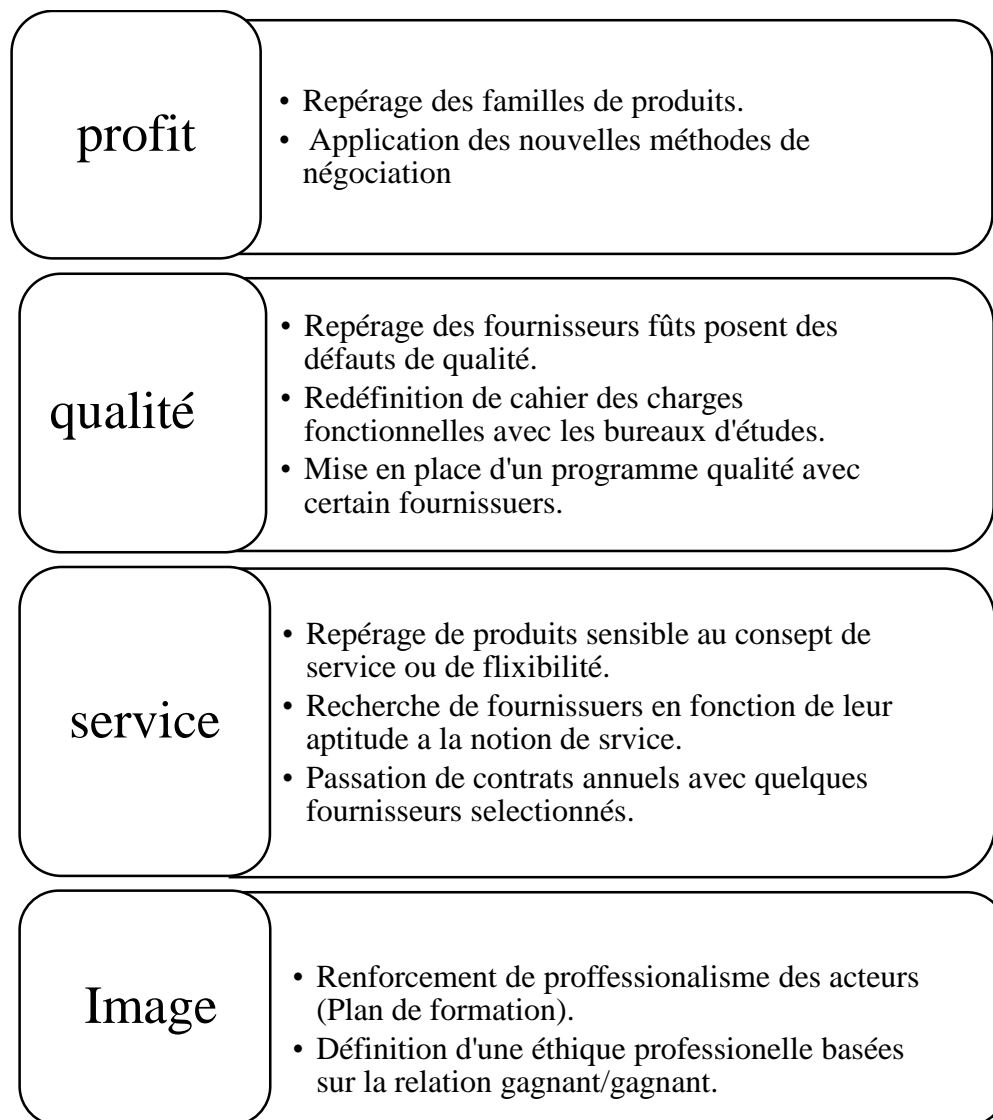 profit
• Repérage des familles de produits.
• Application des nouvelles méthodes de
négociation
qualité
• Repérage des fournisseurs fûts posent des
défauts de qualité.
• Redéfinition de cahier des charges
fonctionnelles avec les bureaux d'études.
• Mise en place d'un programme qualité avec
certain fournissuers.
service
• Repérage de produits sensible au consept de
service ou de flixibilité.
• Recherche de fournissuers en fonction de leur
aptitude a la notion de srvice.
• Passation de contrats annuels avec quelques
fournisseurs selectionnés.
Image
• Renforcement de proffessionalisme des acteurs
(Plan de formation).
• Définition d'une éthique professionelle basées
sur la relation gagnant/gagnant.